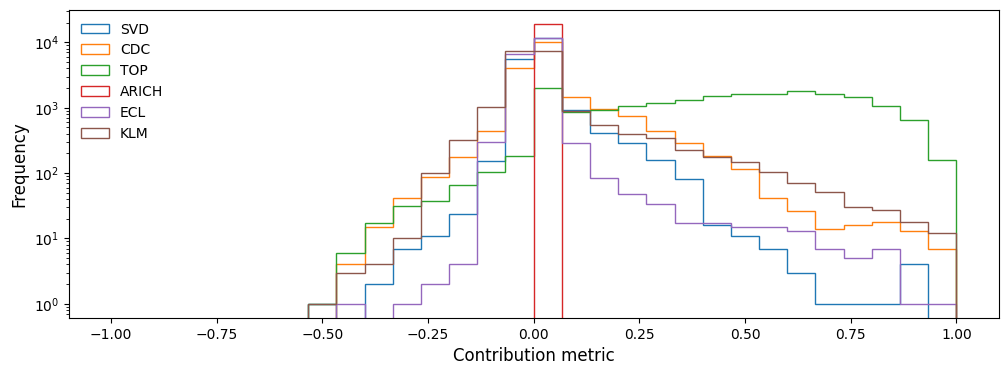 SVD
CDC
TOP
ARICH
ECL
KLM
Frequency
10⁴
10³
10²
10¹
10⁰
−1.00 −0.75 −0.50 −0.25 0.00 0.25 0.50 0.75 1.00
Contribution metric